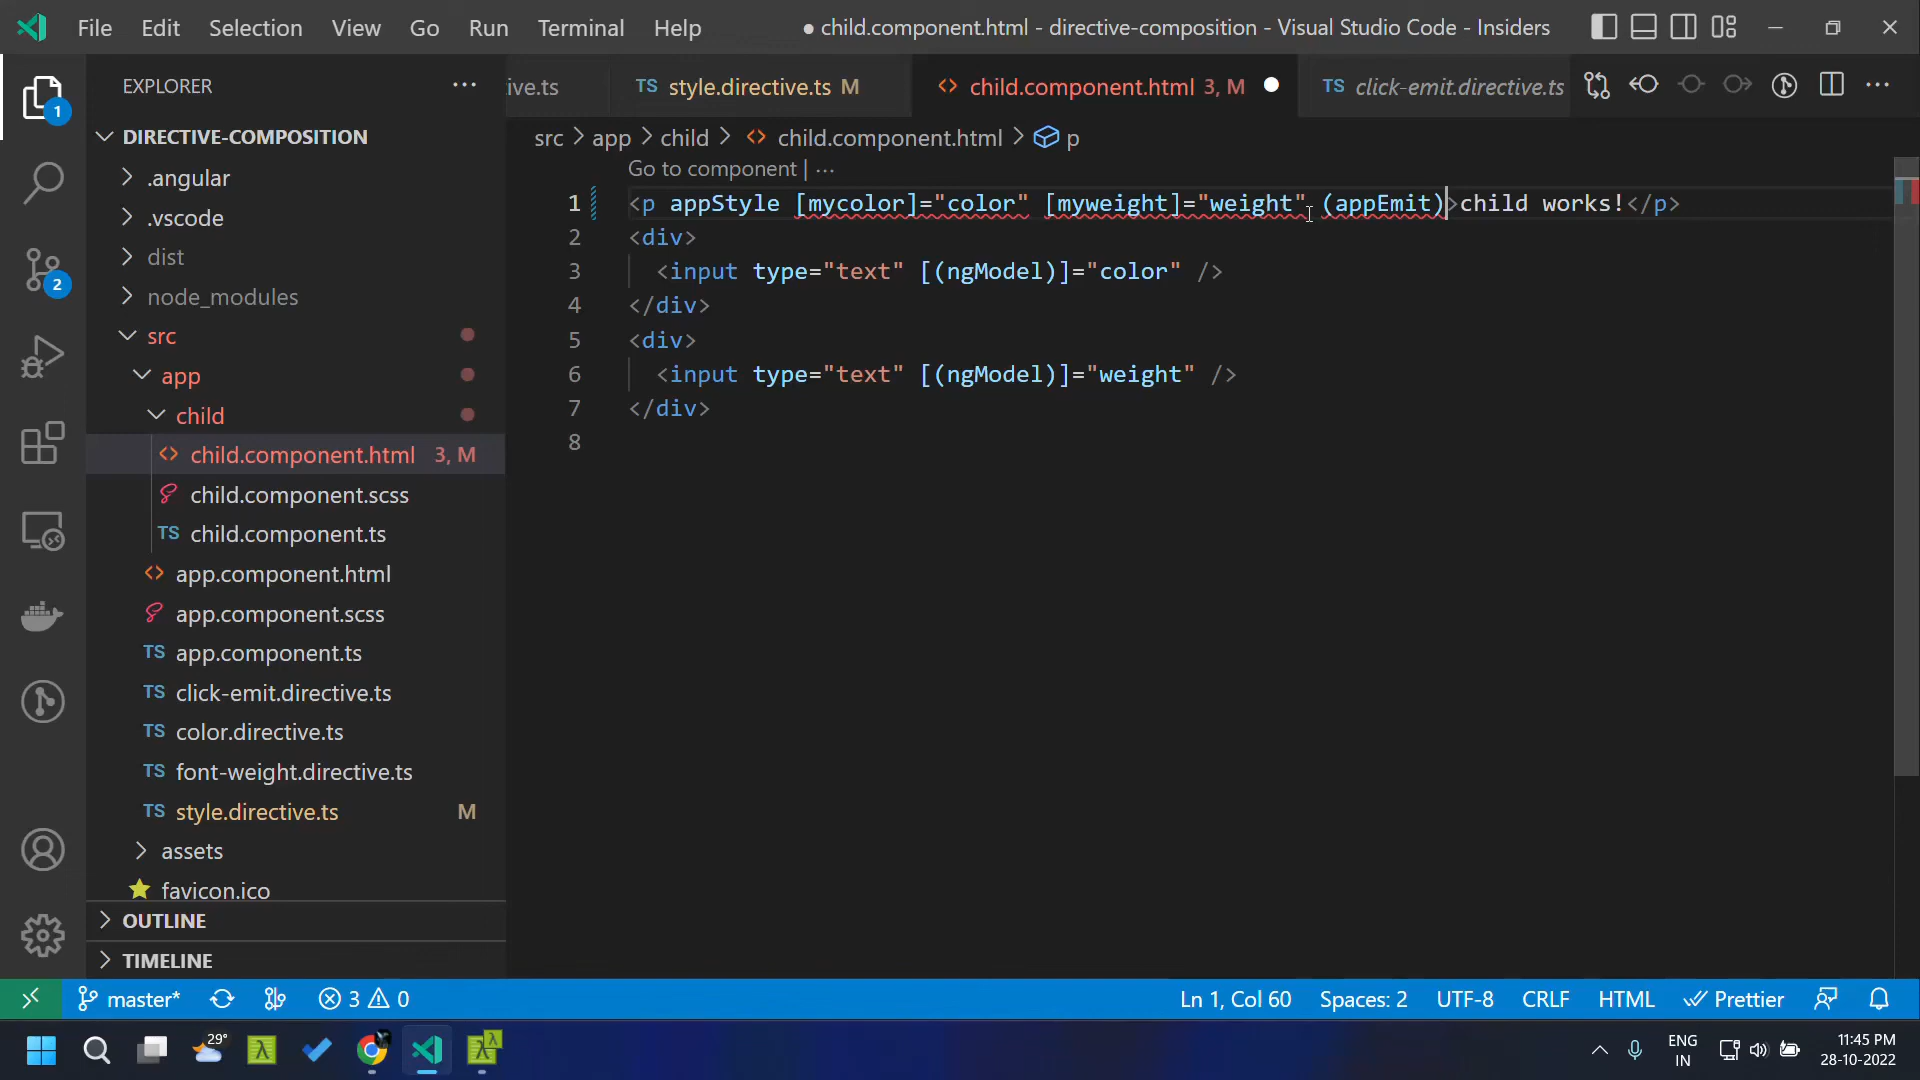 File Edit Selection View Go Run Terminal Help
● child.component.html - directive-composition - Visual Studio Code - Insiders
EXPLORER ···
ive.ts
TS style.directive.ts M
<> child.component.html 3, M
TS click-emit.directive.ts
1
DIRECTIVE-COMPOSITION
src > app > child > <> child.component.html > p
Go to component | ···
.angular
.vscode
dist
node_modules
src
app
child
<> child.component.html 3, M
child.component.scss
TS child.component.ts
<> app.component.html
app.component.scss
TS app.component.ts
TS click-emit.directive.ts
TS color.directive.ts
TS font-weight.directive.ts
TS style.directive.ts M
assets
favicon.ico
OUTLINE
TIMELINE
2
1 <p appStyle [mycolor]="color" [myweight]="weight" (appEmit)>child works!</p>
2 <div>
3 <input type="text" [(ngModel)]="color" />
4 </div>
5 <div>
6 <input type="text" [(ngModel)]="weight" />
7 </div>
8
master* 3 0
Ln 1, Col 60 Spaces: 2 UTF-8 CRLF HTML Prettier
29°
ENG
IN
11:45 PM
28-10-2022